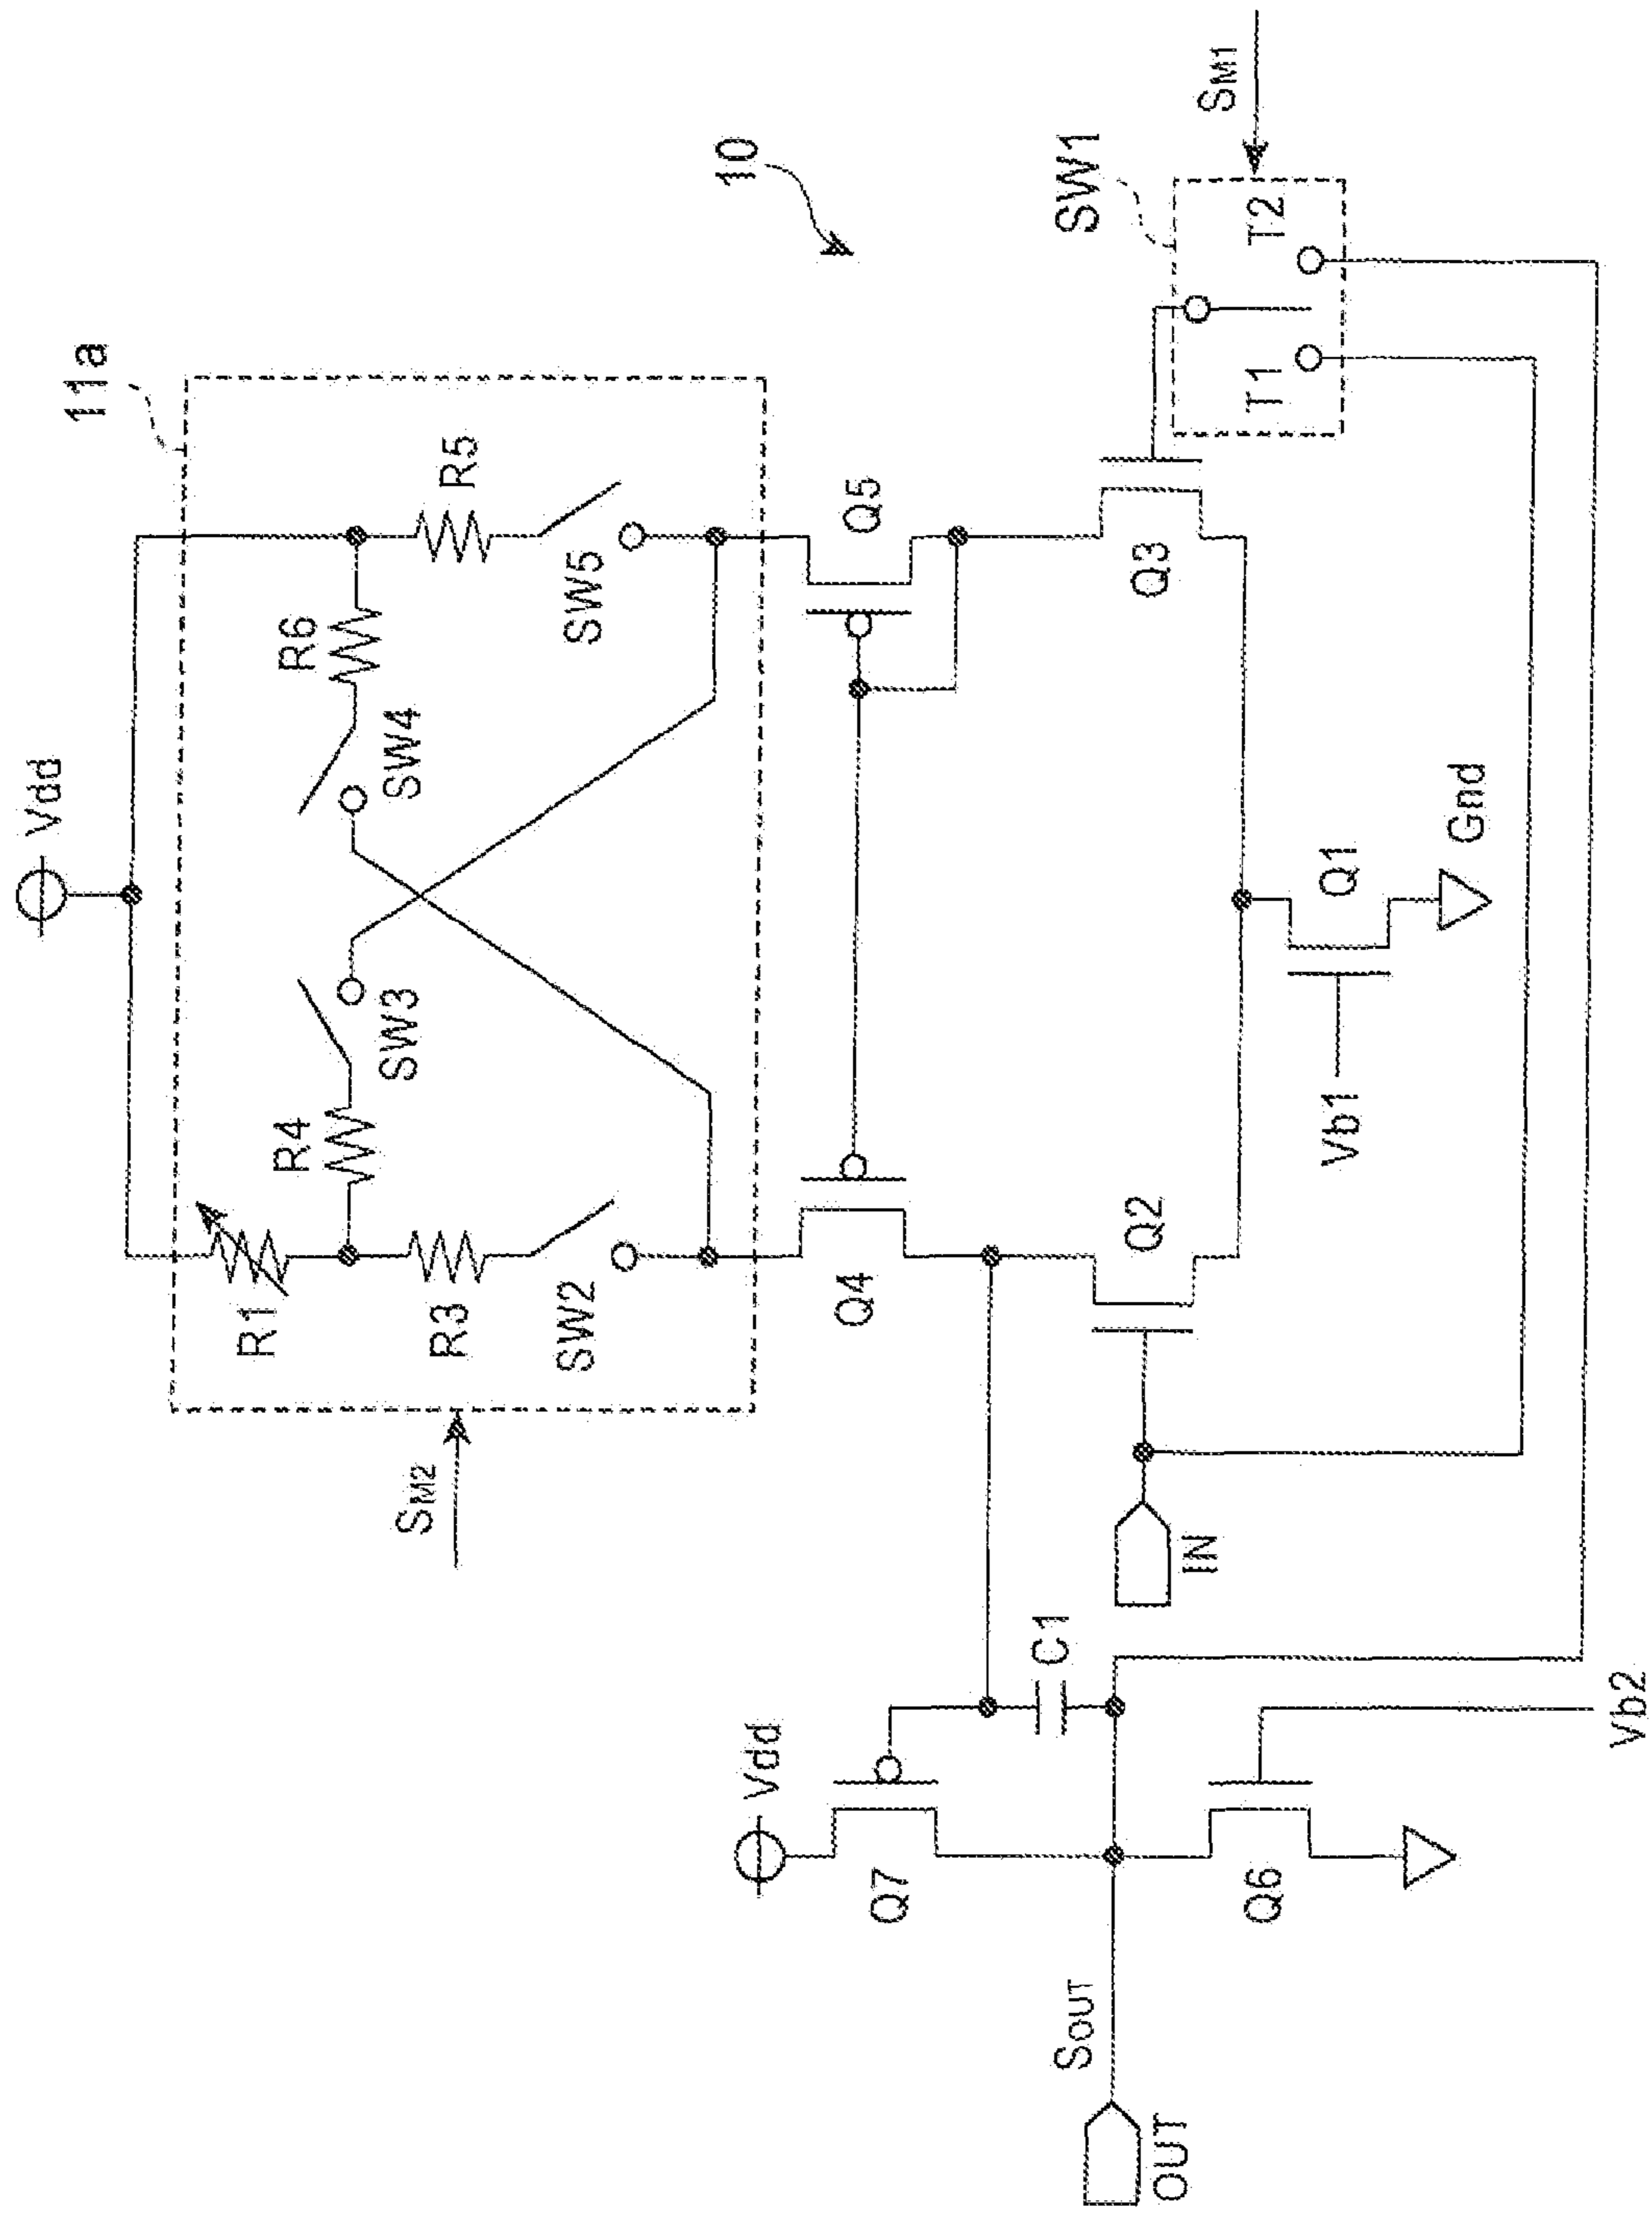 Vdd
11a
R1
R4
R6
R5
R3
SW3
SW4
SW2
SW5
SM2
10
Vdd
Q4
Q5
Q7
C1
Q2
Q3
SW1
SM1
T1
T2
IN
Vb1
Q1
Gnd
SOUT
OUT
Q6
Vb2